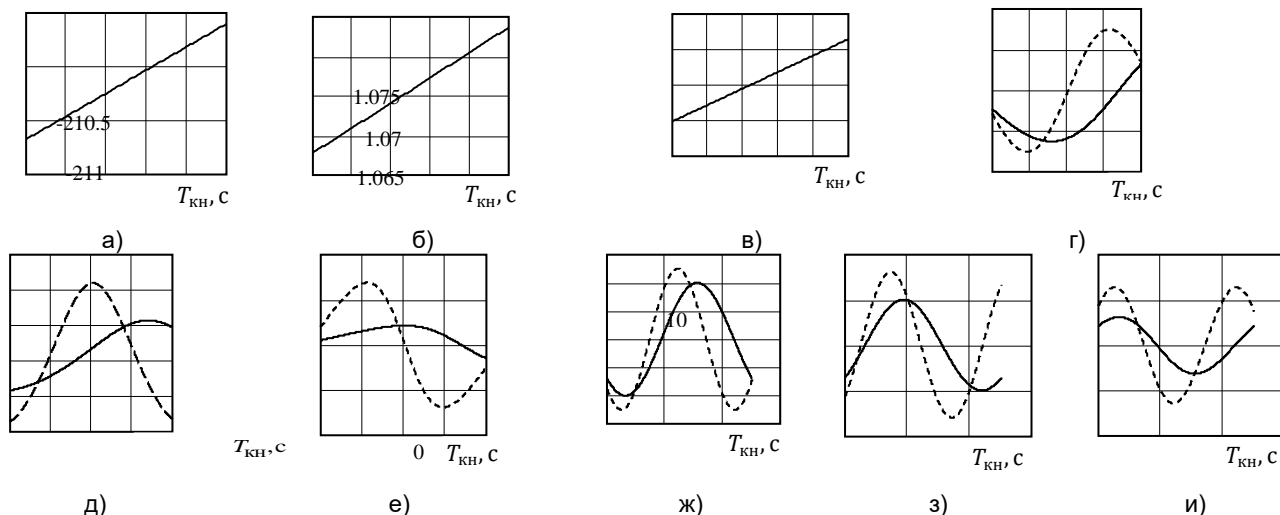 -210.5
-211
1.075
1.07
1.065
T_кн, с
T_кн, с
T_кн, с
T_кн, с
а)
б)
в)
г)
10
T_кн, с
0
T_кн, с
T_кн, с
T_кн, с
T_кн, с
д)
е)
ж)
з)
и)